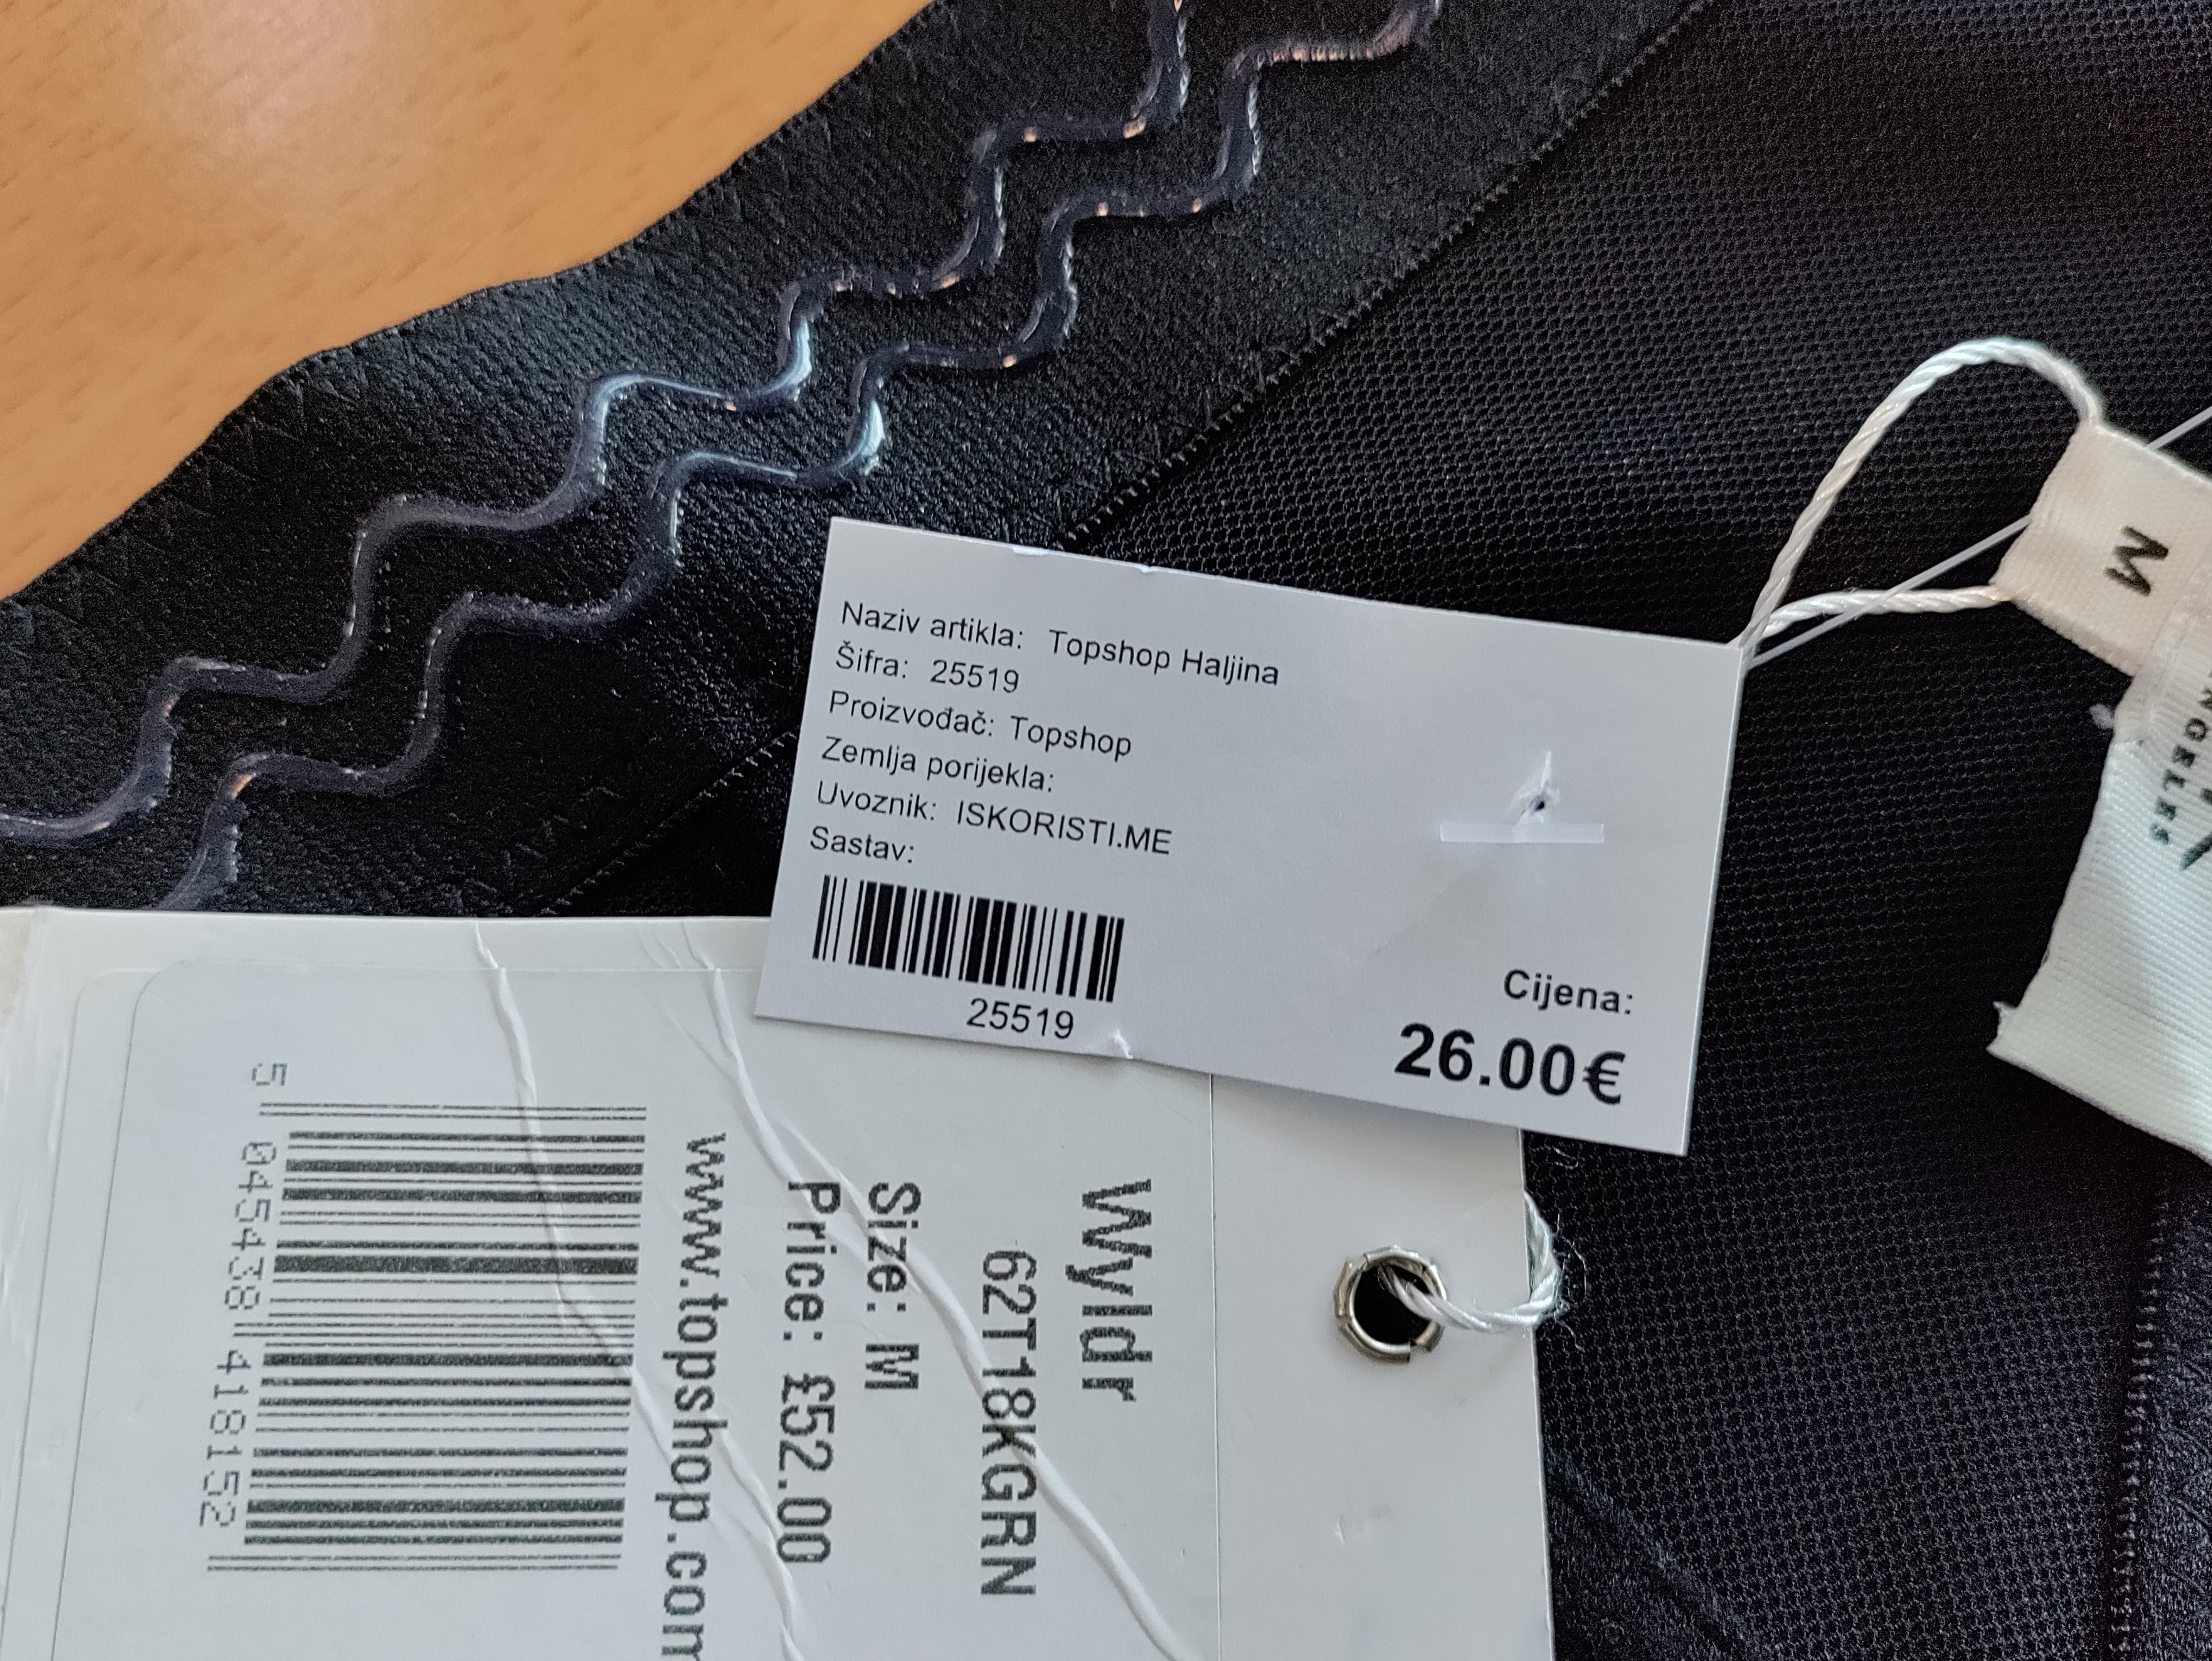 Naziv artikla: Topshop Haljina
Šifra: 25519
Proizvođač: Topshop
Zemlja porijekla:
Uvoznik: ISKORISTI.ME
Sastav:
25519
Cijena:
26.00€
M
Wyldr
62T18KGRN
Size: M
Price: £52.00
www.topshop.com
5 045438 418152